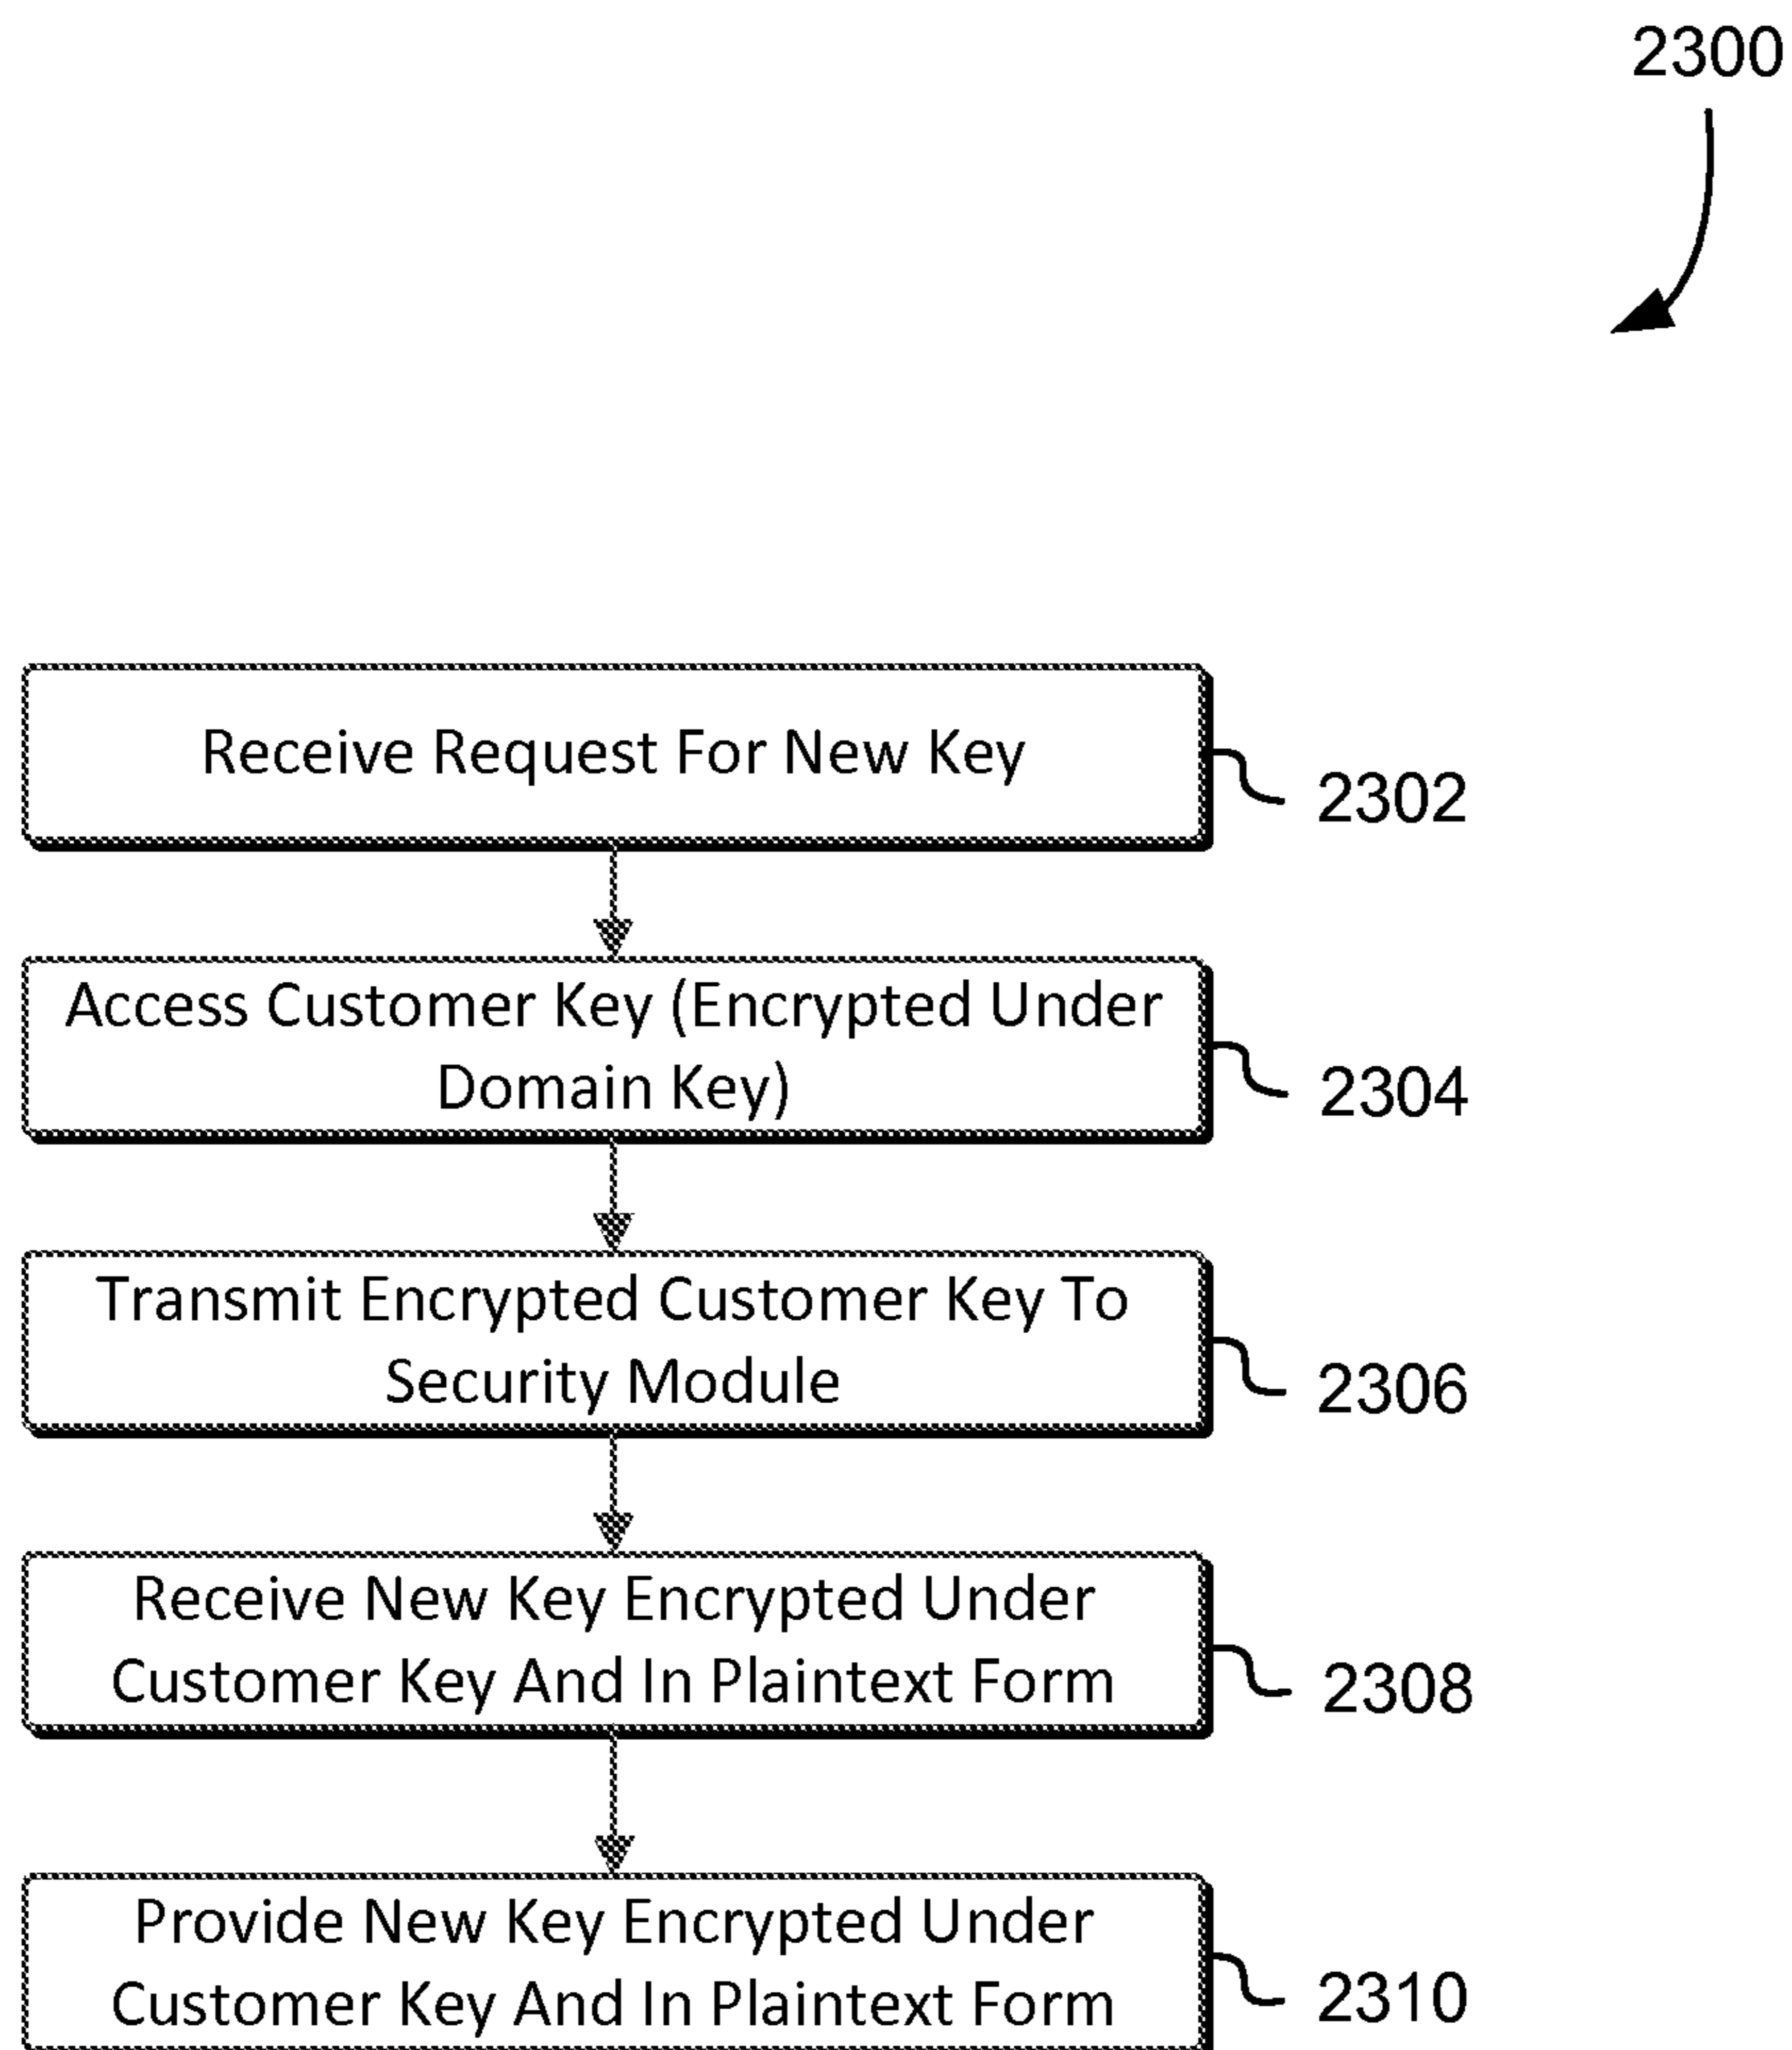 2300
Receive Request For New Key
2302
Access Customer Key (Encrypted Under
Domain Key)
2304
Transmit Encrypted Customer Key To
Security Module
2306
Receive New Key Encrypted Under
Customer Key And In Plaintext Form
2308
Provide New Key Encrypted Under
Customer Key And In Plaintext Form
2310